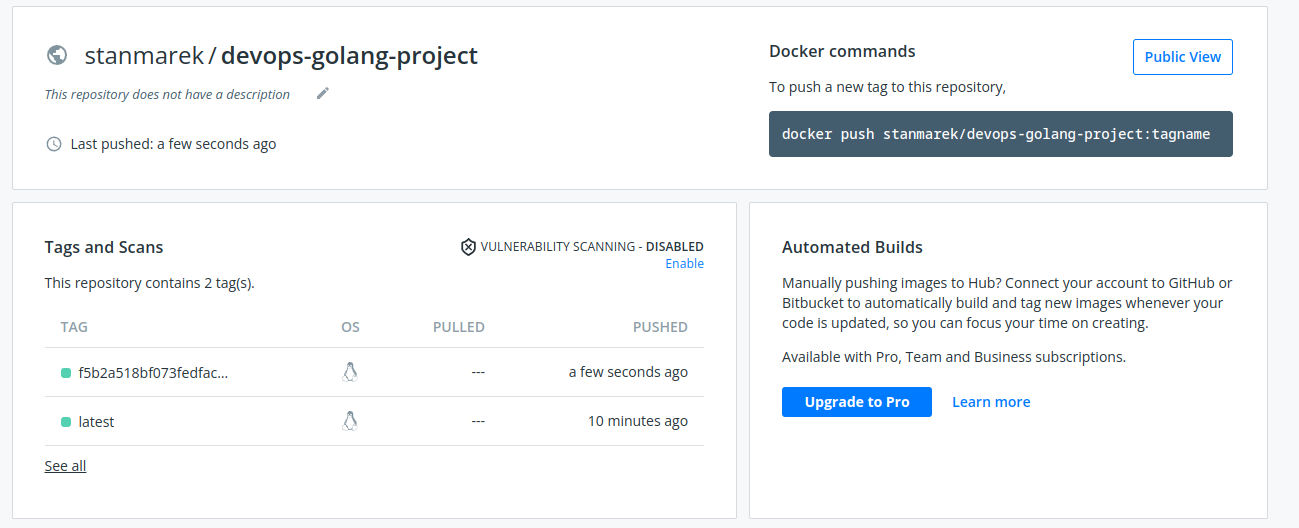 stanmarek / devops-golang-project
This repository does not have a description
Last pushed: a few seconds ago
Docker commands
Public View
To push a new tag to this repository,
docker push stanmarek/devops-golang-project:tagname
Tags and Scans
VULNERABILITY SCANNING - DISABLED
Enable
This repository contains 2 tag(s).
TAG OS PULLED PUSHED
f5b2a518bf073fedfac... --- a few seconds ago
latest --- 10 minutes ago
See all
Automated Builds
Manually pushing images to Hub? Connect your account to GitHub or
Bitbucket to automatically build and tag new images whenever your
code is updated, so you can focus your time on creating.
Available with Pro, Team and Business subscriptions.
Upgrade to Pro Learn more